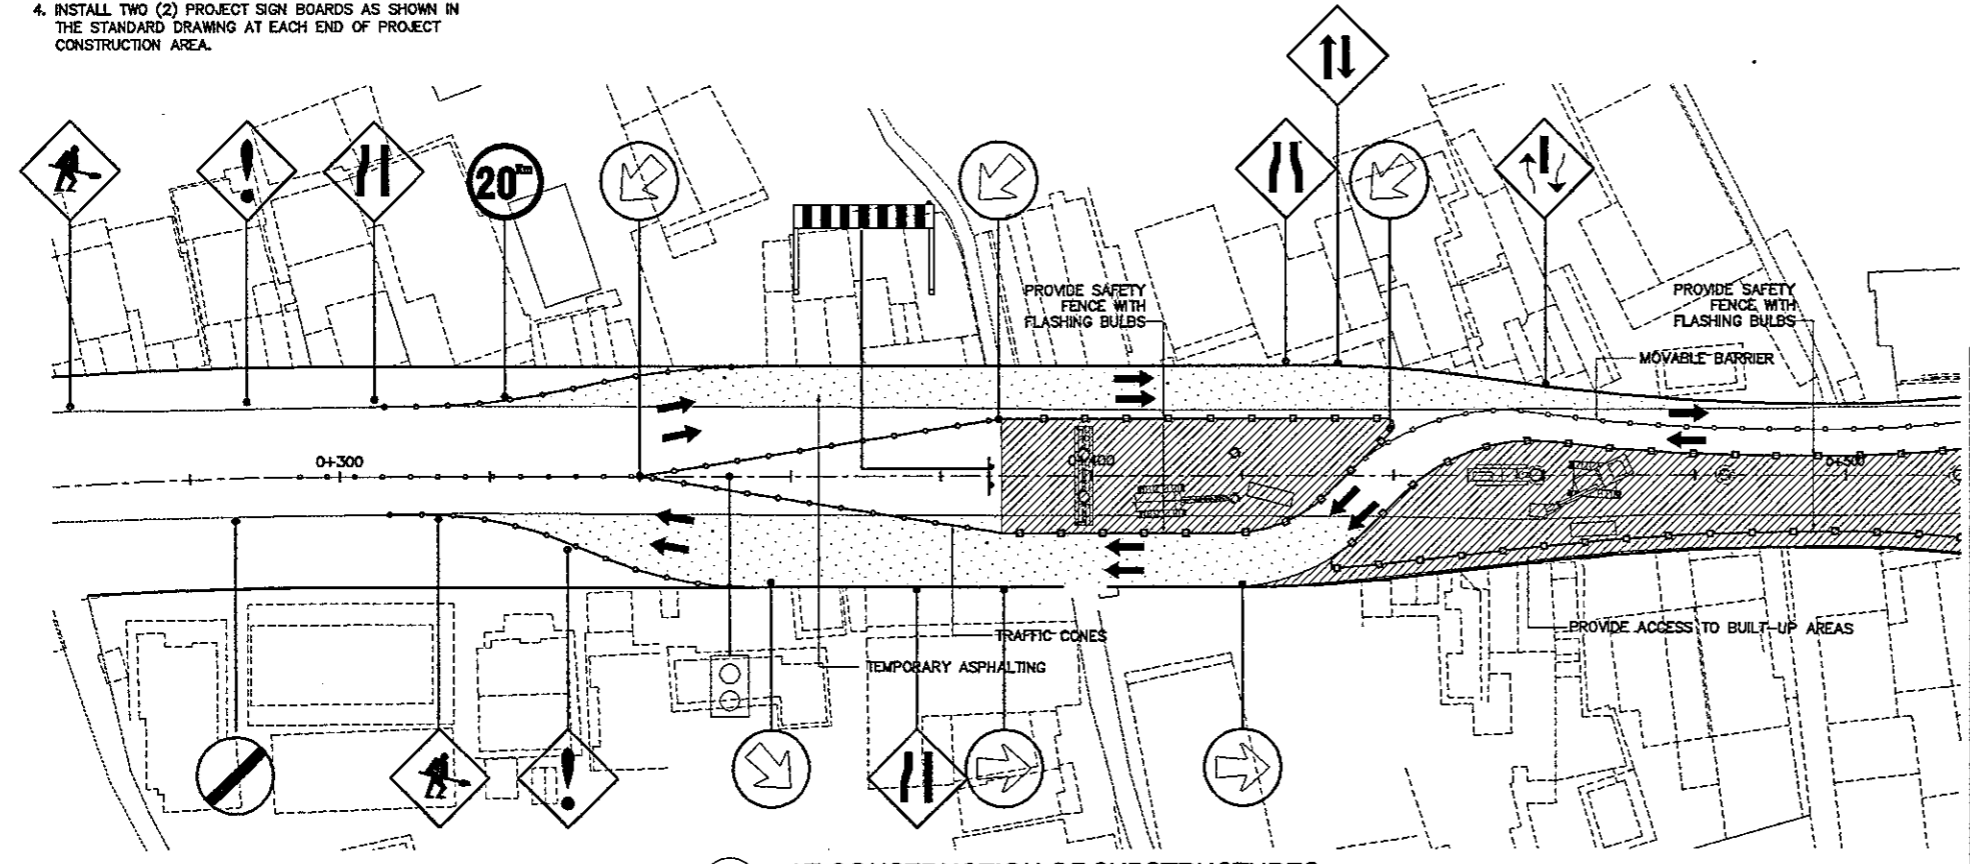 4. INSTALL TWO (2) PROJECT SIGN BOARDS AS SHOWN IN
THE STANDARD DRAWING AT EACH END OF PROJECT
CONSTRUCTION AREA.
20Km
PROVIDE SAFETY
FENCE WITH
FLASHING BULBS
PROVIDE SAFETY
FENCE WITH
FLASHING BULBS
MOVABLE BARRIER
0+300
0+400
0+500
TRAFFIC CONES
TEMPORARY ASPHALTING
PROVIDE ACCESS TO BUILT-UP AREAS